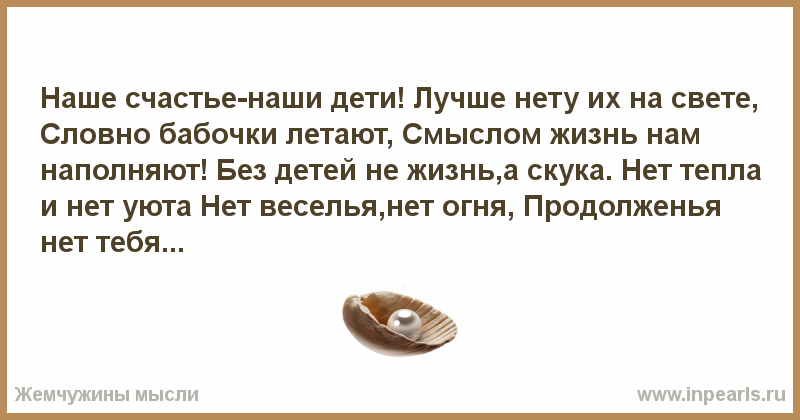 Наше счастье-наши дети! Лучше нету их на свете,
Словно бабочки летают, Смыслом жизнь нам
наполняют! Без детей не жизнь,а скука. Нет тепла
и нет уюта Нет веселья,нет огня, Продолженья
нет тебя...
Жемчужины мысли
www.inpearls.ru